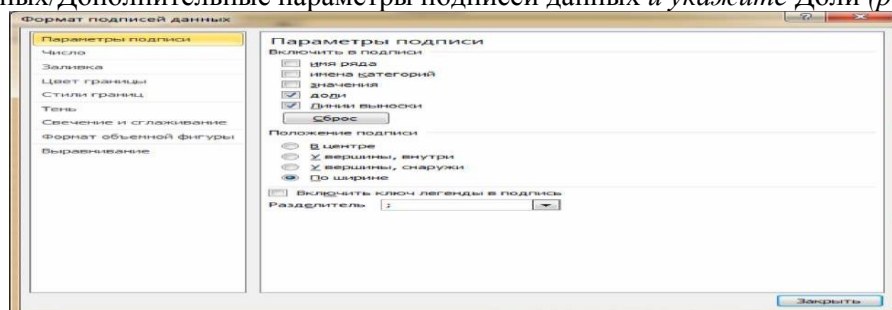 ных/Дополнительные параметры подписей данных и укажите Доли (р
Формат подписей данных
Параметры подписи
Число
Заливка
Цвет границы
Стили границ
Тень
Свечение и сглаживание
Формат объемной фигуры
Выравнивание
Параметры подписи
Включить в подписи
имя ряда
имена категорий
значения
доли
Линии выноски
Сброс
Положение подписи
В центре
У вершины, внутри
У вершины, снаружи
По ширине
Включить ключ легенды в подпись
Разделитель ;
Закрыть